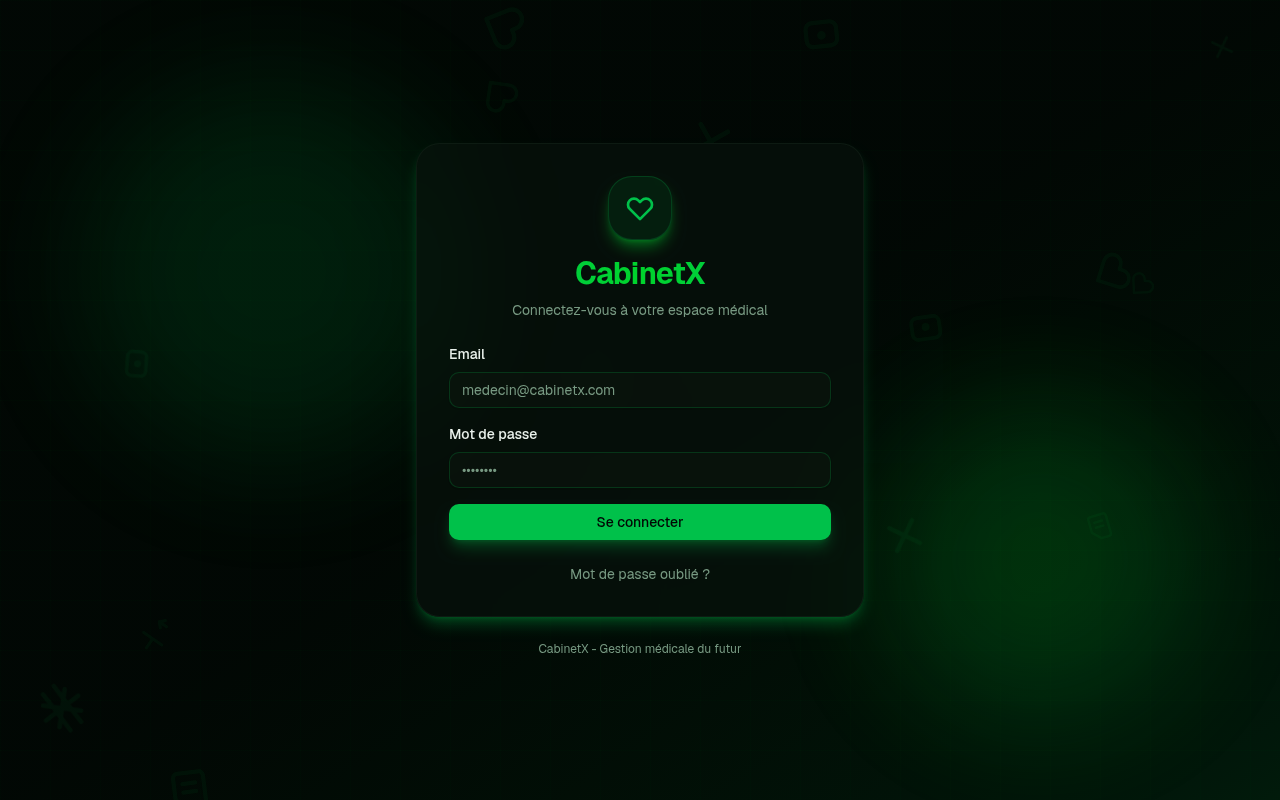 CabinetX
Connectez-vous à votre espace médical
Email
medecin@cabinetx.com
Mot de passe
••••••••
Se connecter
Mot de passe oublié ?
CabinetX - Gestion médicale du futur